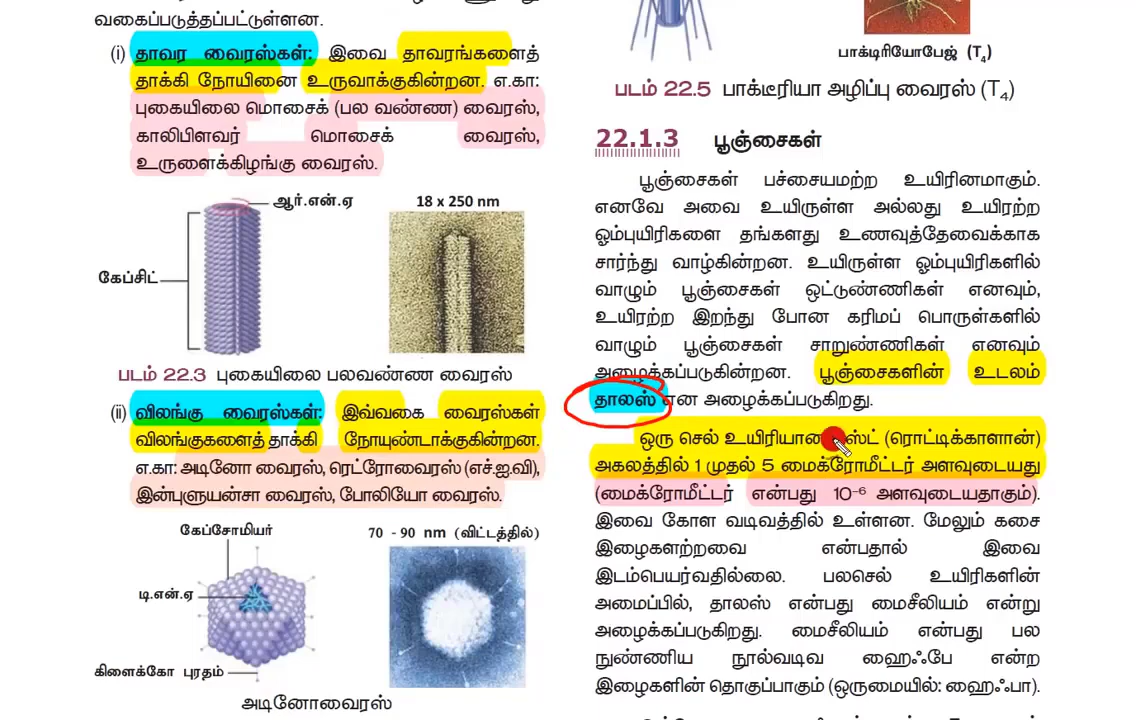 வகைப்படுத்தப்பட்டுள்ளன.
(i) தாவர வைரஸ்கள்: இவை தாவரங்களைத்
தாக்கி நோயினை உருவாக்குகின்றன. எ.கா:
புகையிலை மொசைக் (பல வண்ண) வைரஸ்,
காலிபிளவர் மொசைக் வைரஸ்,
உருளைக்கிழங்கு வைரஸ்.
ஆர்.என்.ஏ
18 x 250 nm
கேப்சிட்
படம் 22.3 புகையிலை பலவண்ண வைரஸ்
(ii) விலங்கு வைரஸ்கள்: இவ்வகை வைரஸ்கள்
விலங்குகளைத் தாக்கி நோயுண்டாக்குகின்றன.
எ.கா: அடினோ வைரஸ், ரெட்ரோவைரஸ் (எச்.ஐ.வி),
இன்புளுயன்சா வைரஸ், போலியோ வைரஸ்.
கேப்சோமியர்
70 - 90 nm (விட்டத்தில்)
டி.என்.ஏ
கிளைக்கோ புரதம்
அடினோவைரஸ்
பாக்டிரியோபேஜ் (T4)
படம் 22.5 பாக்டீரியா அழிப்பு வைரஸ் (T4)
22.1.3 பூஞ்சைகள்
பூஞ்சைகள் பச்சையமற்ற உயிரினமாகும்.
எனவே அவை உயிருள்ள அல்லது உயிரற்ற
ஓம்புயிரிகளை தங்களது உணவுத்தேவைக்காக
சார்ந்து வாழ்கின்றன. உயிருள்ள ஓம்புயிரிகளில்
வாழும் பூஞ்சைகள் ஒட்டுண்ணிகள் எனவும்,
உயிரற்ற இறந்து போன கரிமப் பொருள்களில்
வாழும் பூஞ்சைகள் சாறுண்ணிகள் எனவும்
அழைக்கப்படுகின்றன. பூஞ்சைகளின் உடலம்
தாலஸ் என அழைக்கப்படுகிறது.
ஒரு செல் (ரொட்டிக்காளான்)
அகலத்தில் 1 முதல் 5 மைக்ரோமீட்டர் அளவுடையது
(மைக்ரோமீட்டர் என்பது 10⁻⁶ அளவுடையதாகும்).
இவை கோள வடிவத்தில் உள்ளன. மேலும் கசை
இழைகளற்றவை என்பதால் இவை
இடம்பெயர்வதில்லை. பலசெல் உயிரிகளின்
அமைப்பில், தாலஸ் என்பது மைசீலியம் என்று
அழைக்கப்படுகிறது. மைசீலியம் என்பது பல
நுண்ணிய நூல்வடிவ ஹைஃபே என்ற
இழைகளின் தொகுப்பாகும் (ஒருமையில்: ஹைஃபா).